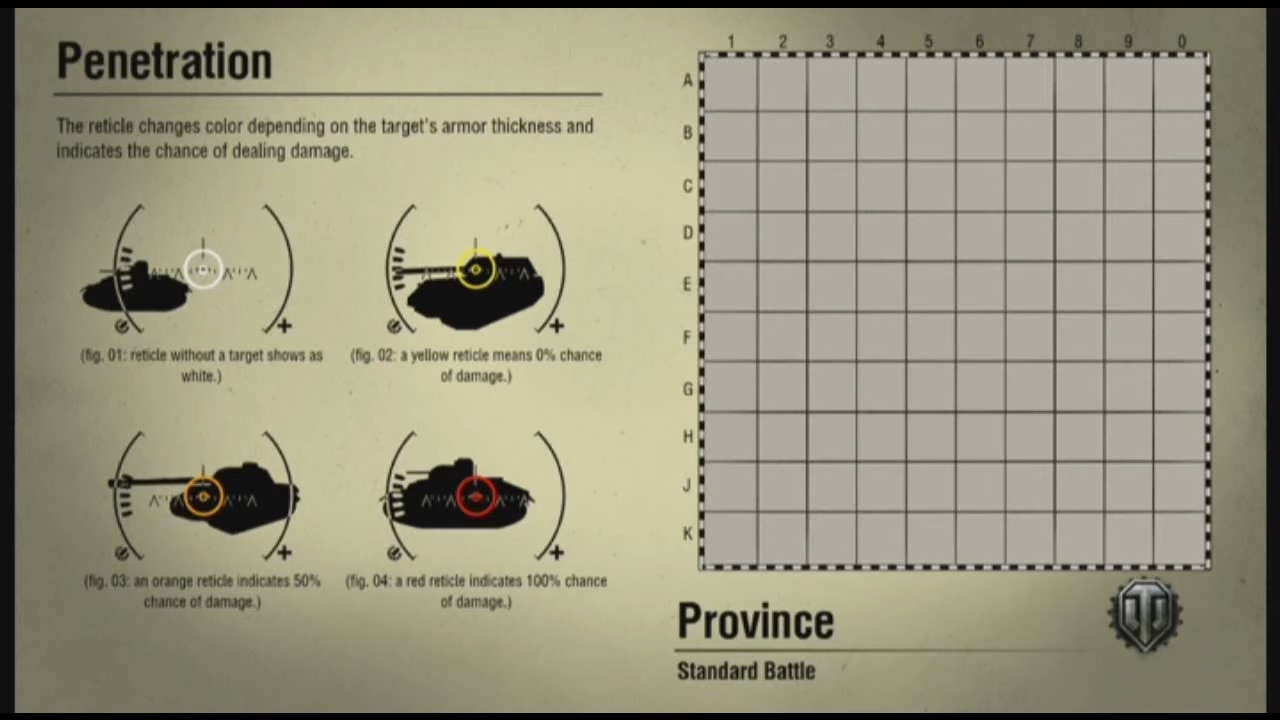 Penetration
The reticle changes color depending on the target's armor thickness and
indicates the chance of dealing damage.
(fig. 01: reticle without a target shows as
white.)
(fig. 02: a yellow reticle means 0% chance
of damage.)
(fig. 03: an orange reticle indicates 50%
chance of damage.)
(fig. 04: a red reticle indicates 100% chance
of damage.)
1 2 3 4 5 6 7 8 9 0
A
B
C
D
E
F
G
H
J
K
Province
Standard Battle